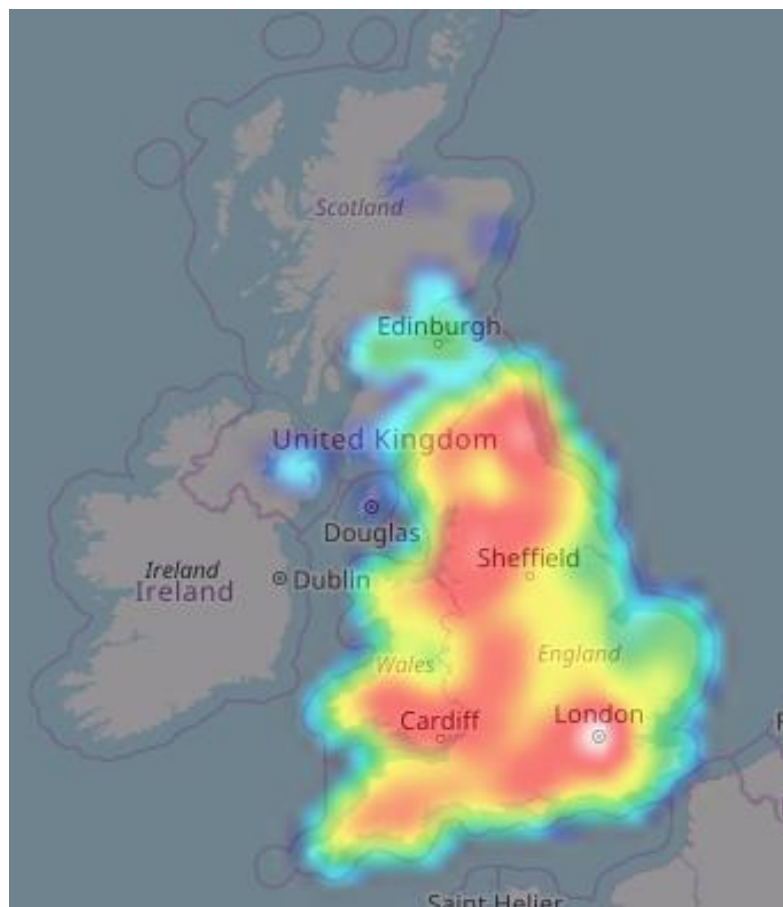 Scotland
Edinburgh
United Kingdom
Douglas
Sheffield
Ireland
Dublin
Ireland
Wales
England
Cardiff
London
Saint Helier